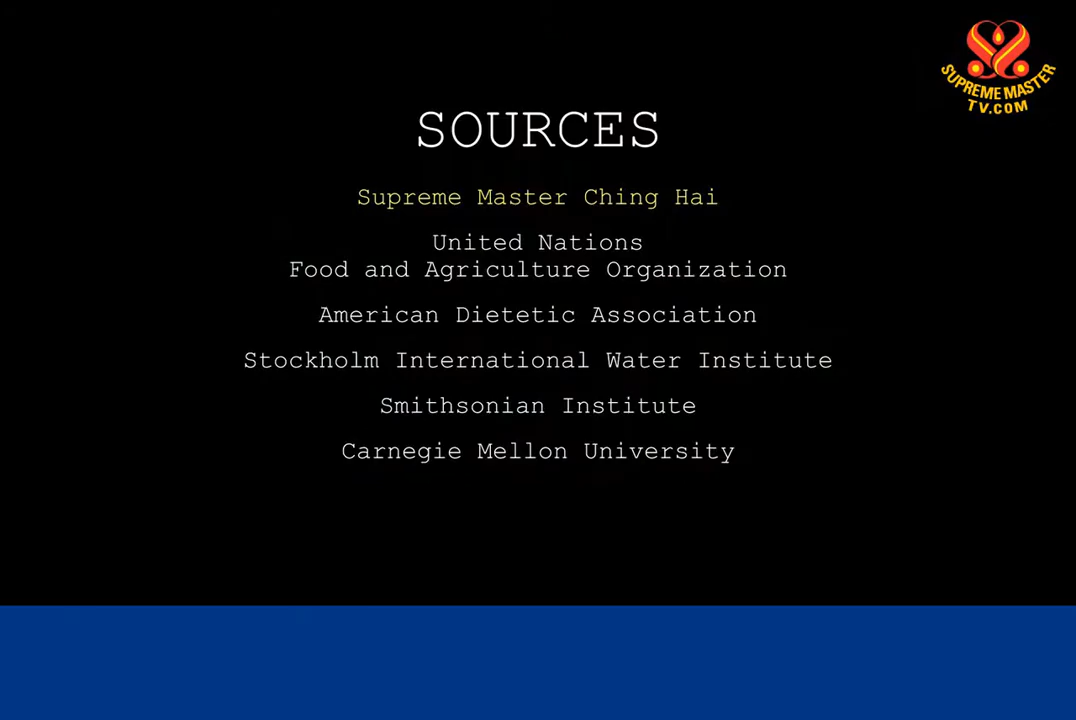 SUPREME MASTER
TV.COM
SOURCES
Supreme Master Ching Hai
United Nations
Food and Agriculture Organization
American Dietetic Association
Stockholm International Water Institute
Smithsonian Institute
Carnegie Mellon University